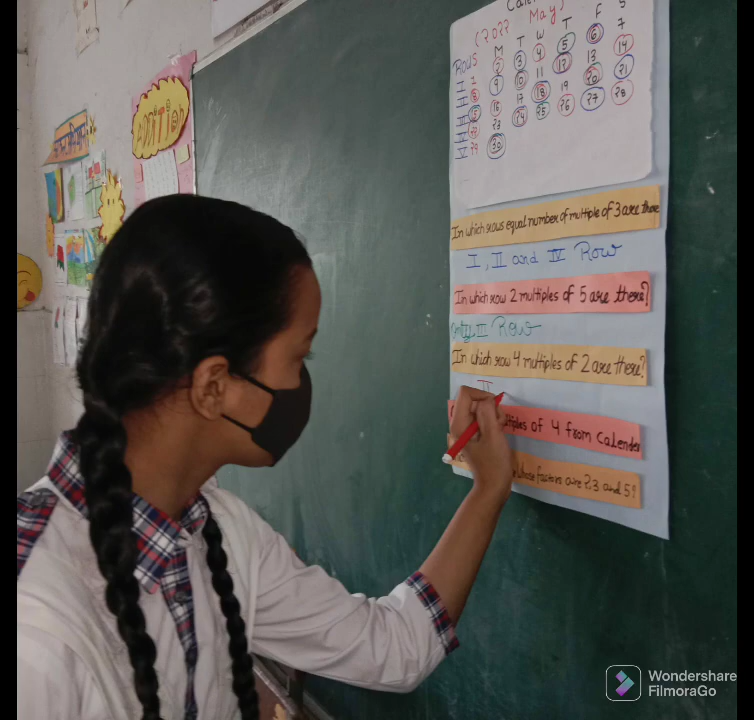 (2022 May)
Rows S M T W T F S
I 1 2 3 4 5 6 7
II 8 9 10 11 12 13 14
III 15 16 17 18 19 20 21
IV 22 23 24 25 26 27 28
V 29 30
In which rows equal number of multiple of 3 are there
I, II and IV Row
In which row 2 multiples of 5 are there?
Only III Row
In which row 4 multiples of 2 are there?
of 4 from Calender
whose factors are 2,3 and 5?
ADDITION
Wondershare
FilmoraGo